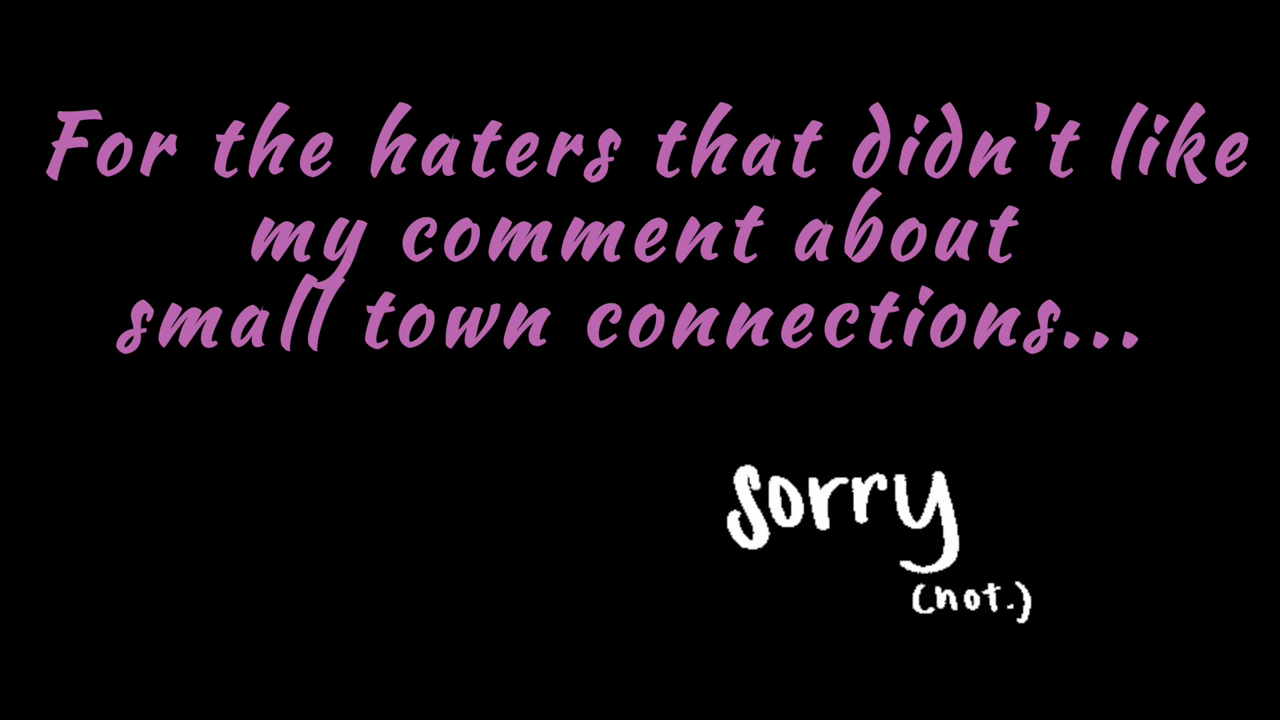 For the haters that didn't like
my comment about
small town connections...
sorry
(not.)